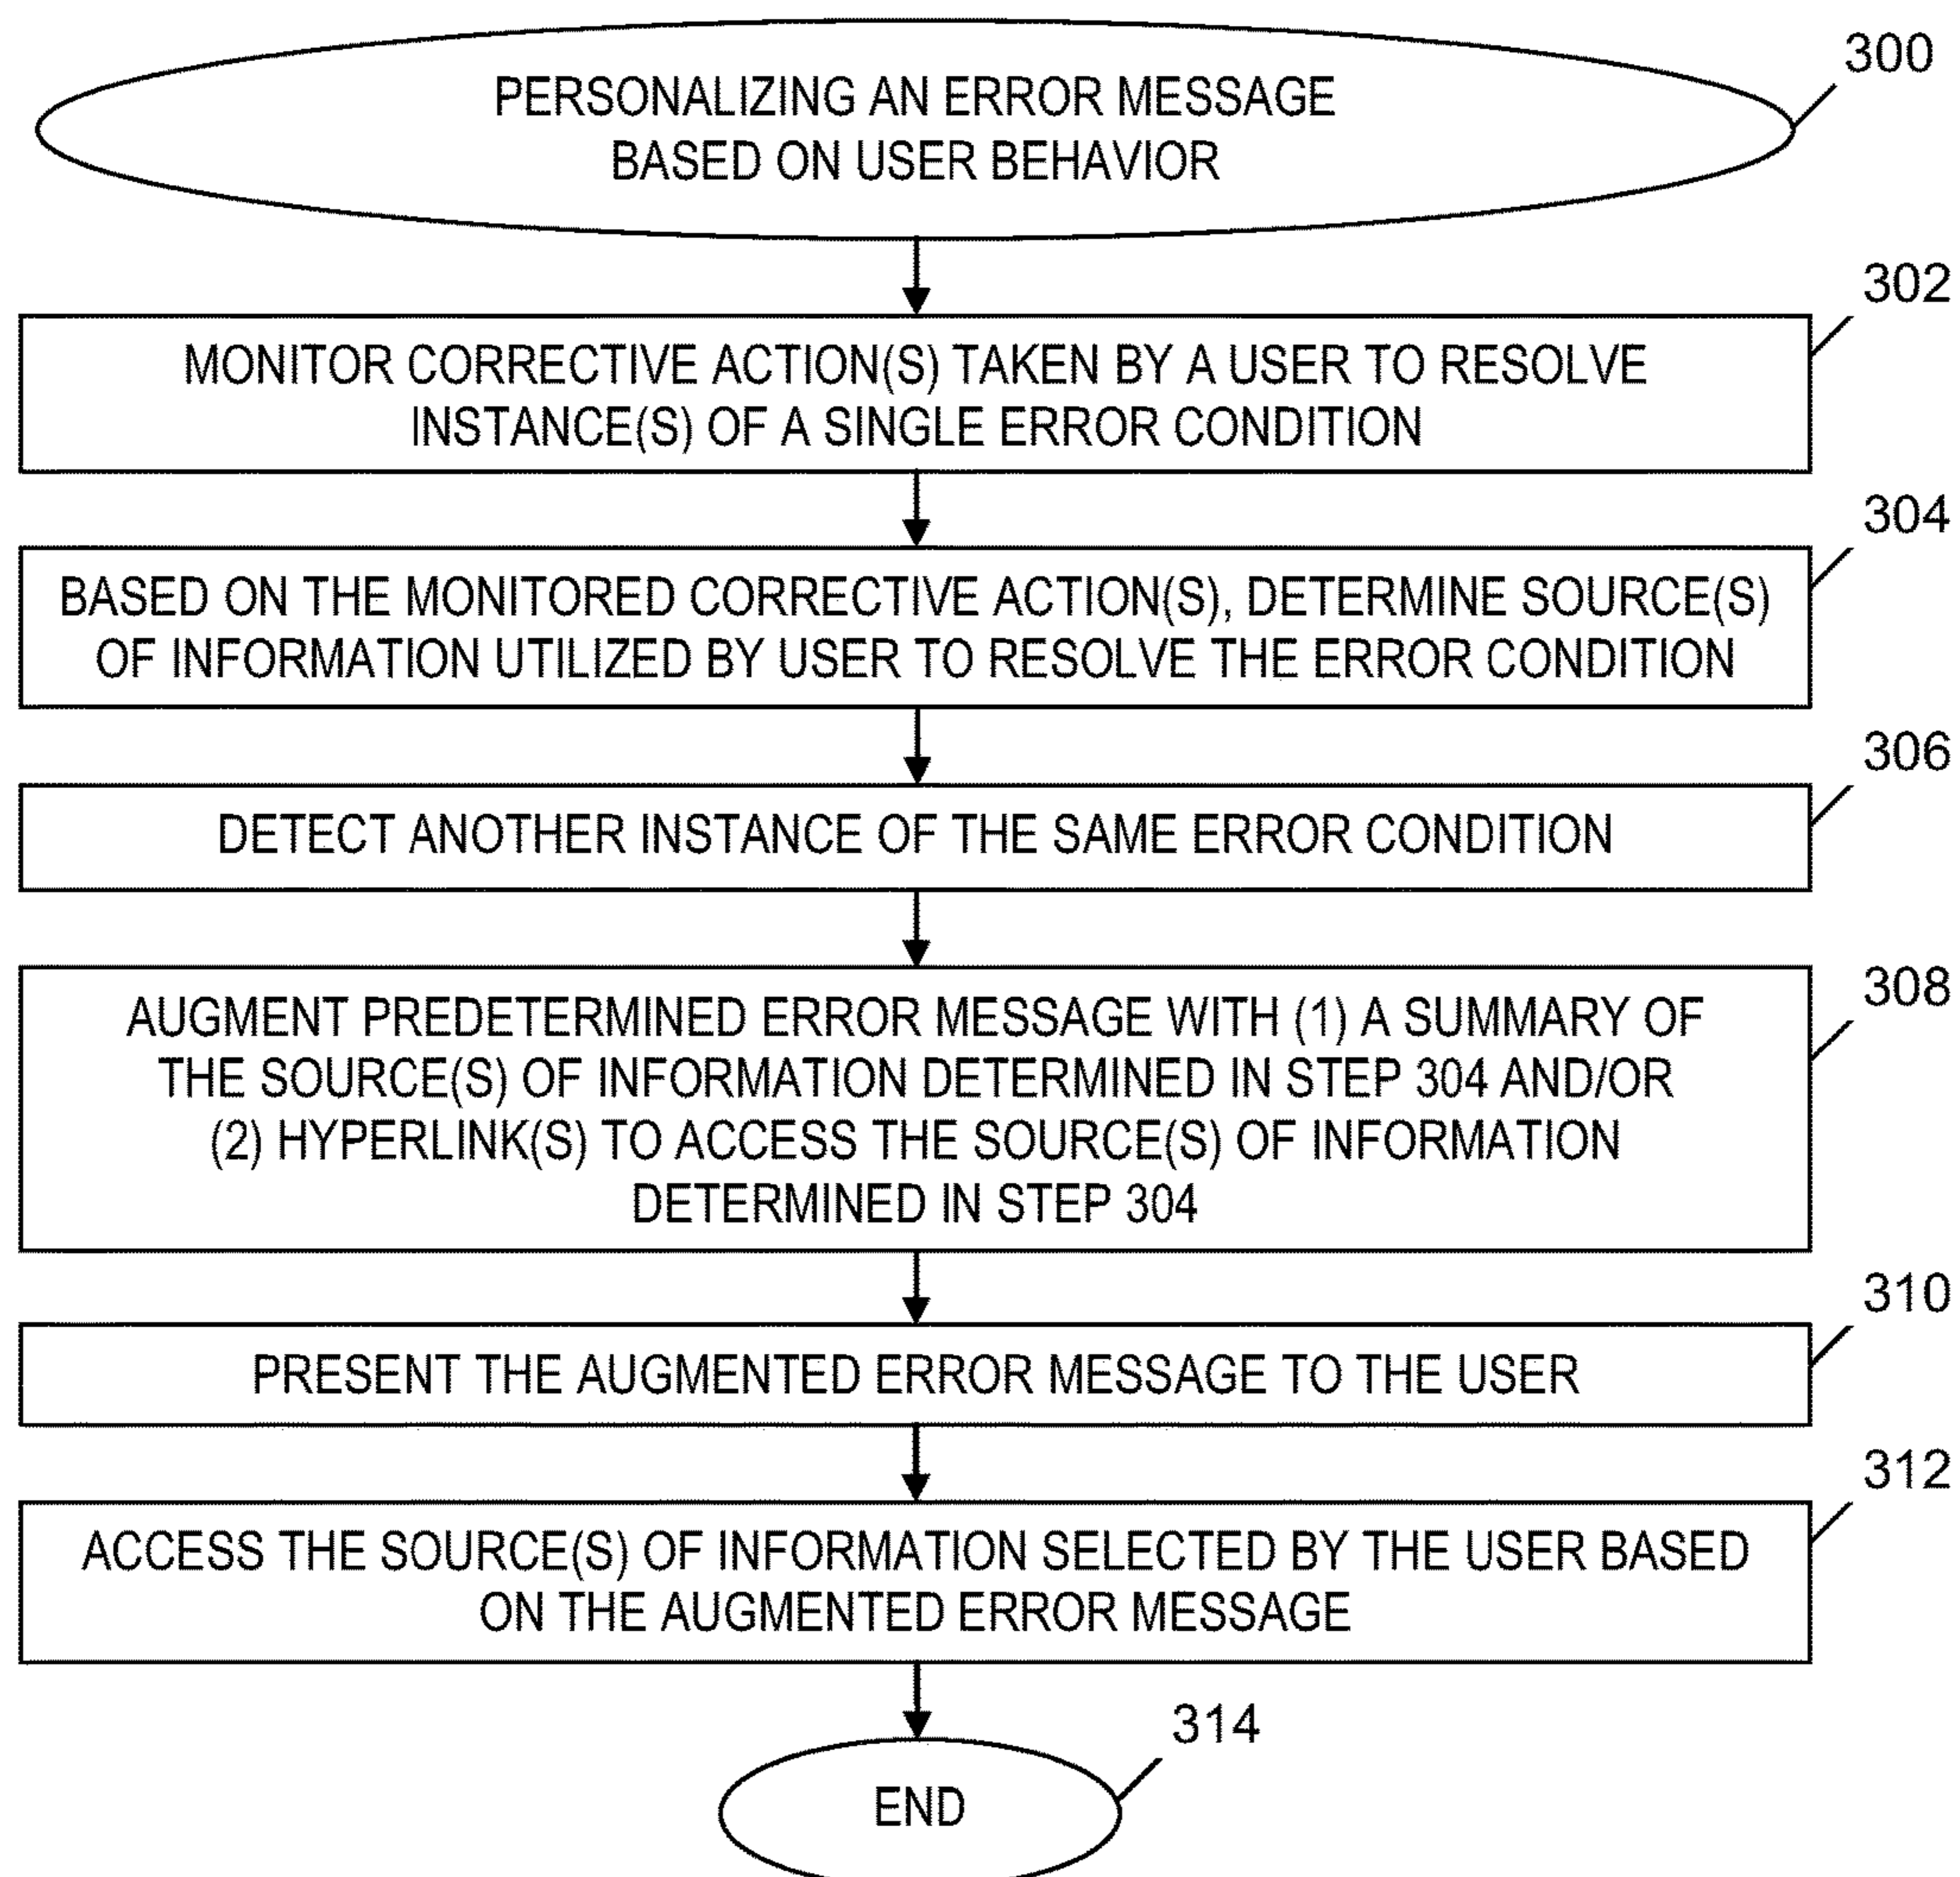 300
PERSONALIZING AN ERROR MESSAGE
BASED ON USER BEHAVIOR
302
MONITOR CORRECTIVE ACTION(S) TAKEN BY A USER TO RESOLVE
INSTANCE(S) OF A SINGLE ERROR CONDITION
304
BASED ON THE MONITORED CORRECTIVE ACTION(S), DETERMINE SOURCE(S)
OF INFORMATION UTILIZED BY USER TO RESOLVE THE ERROR CONDITION
306
DETECT ANOTHER INSTANCE OF THE SAME ERROR CONDITION
308
AUGMENT PREDETERMINED ERROR MESSAGE WITH (1) A SUMMARY OF
THE SOURCE(S) OF INFORMATION DETERMINED IN STEP 304 AND/OR
(2) HYPERLINK(S) TO ACCESS THE SOURCE(S) OF INFORMATION
DETERMINED IN STEP 304
310
PRESENT THE AUGMENTED ERROR MESSAGE TO THE USER
312
ACCESS THE SOURCE(S) OF INFORMATION SELECTED BY THE USER BASED
ON THE AUGMENTED ERROR MESSAGE
314
END